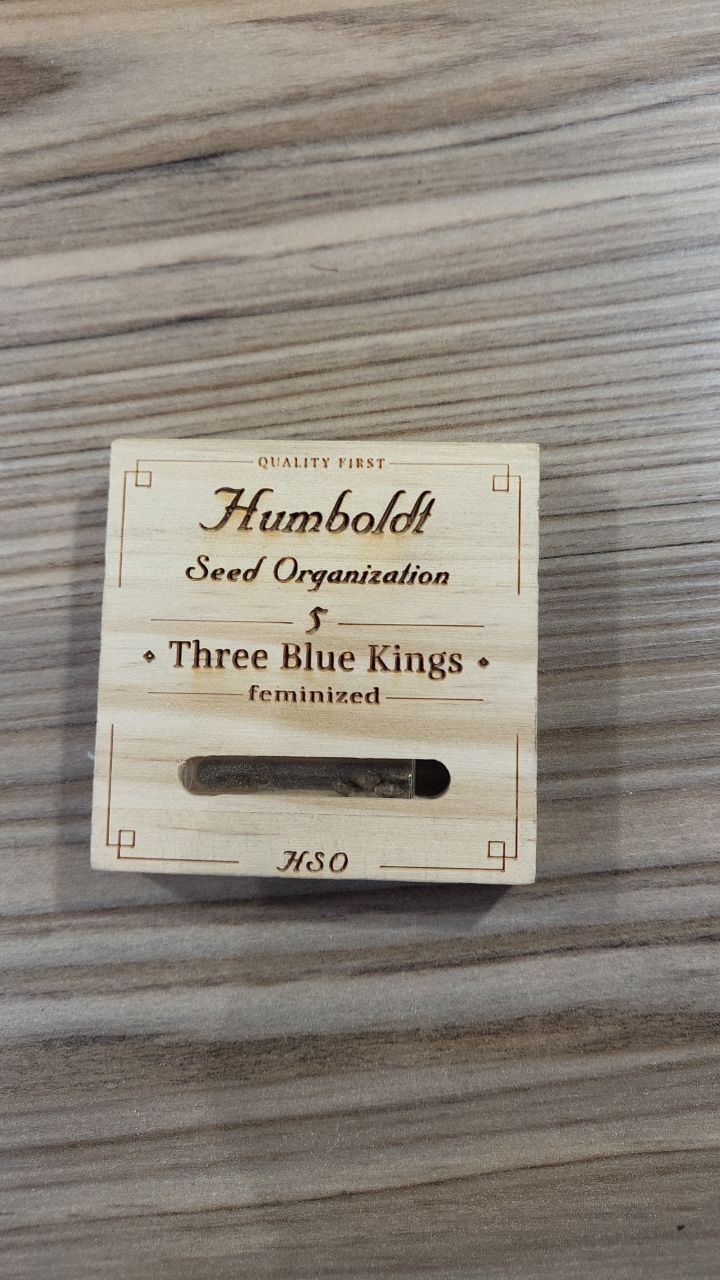 QUALITY FIRST
Humboldt
Seed Organization
5
Three Blue Kings
feminized
HSO